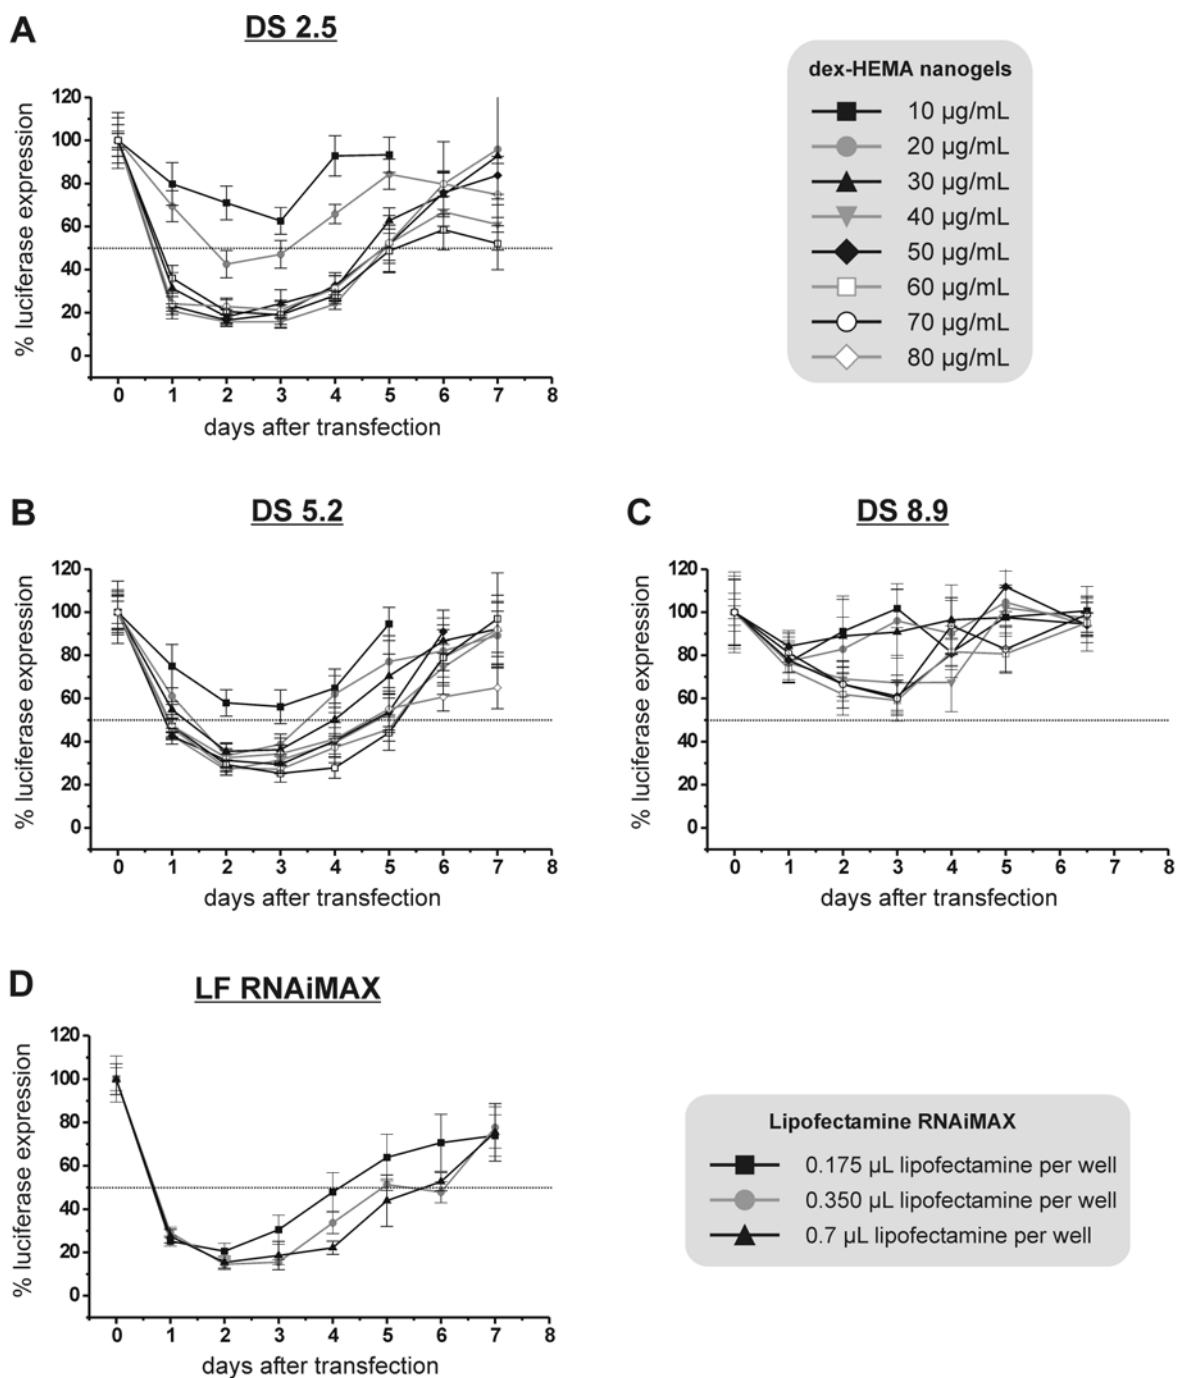 A
DS 2.5
120
100
80
60
40
20
0
% luciferase expression
0 1 2 3 4 5 6 7 8
days after transfection
dex-HEMA nanogels
10 µg/mL
20 µg/mL
30 µg/mL
40 µg/mL
50 µg/mL
60 µg/mL
70 µg/mL
80 µg/mL
B
DS 5.2
120
100
80
60
40
20
0
% luciferase expression
0 1 2 3 4 5 6 7 8
days after transfection
C
DS 8.9
120
100
80
60
40
20
0
% luciferase expression
0 1 2 3 4 5 6 7 8
days after transfection
D
LF RNAiMAX
120
100
80
60
40
20
0
% luciferase expression
0 1 2 3 4 5 6 7 8
days after transfection
Lipofectamine RNAiMAX
0.175 µL lipofectamine per well
0.350 µL lipofectamine per well
0.7 µL lipofectamine per well